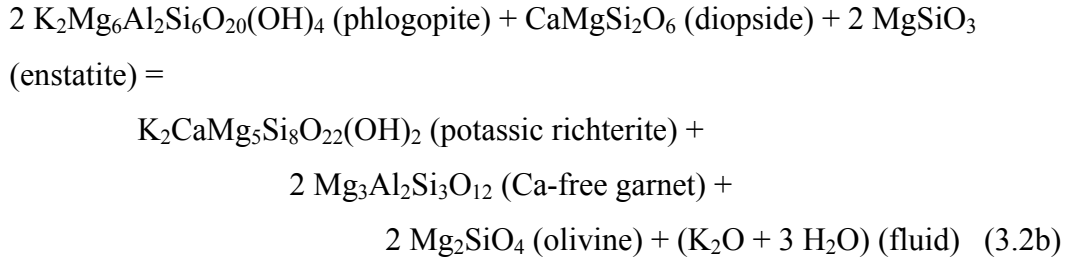 2 K₂Mg₆Al₂Si₆O₂₀(OH)₄ (phlogopite) + CaMgSi₂O₆ (diopside) + 2 MgSiO₃
(enstatite) =
K₂CaMg₅Si₈O₂₂(OH)₂ (potassic richterite) +
2 Mg₃Al₂Si₃O₁₂ (Ca-free garnet) +
2 Mg₂SiO₄ (olivine) + (K₂O + 3 H₂O) (fluid) (3.2b)